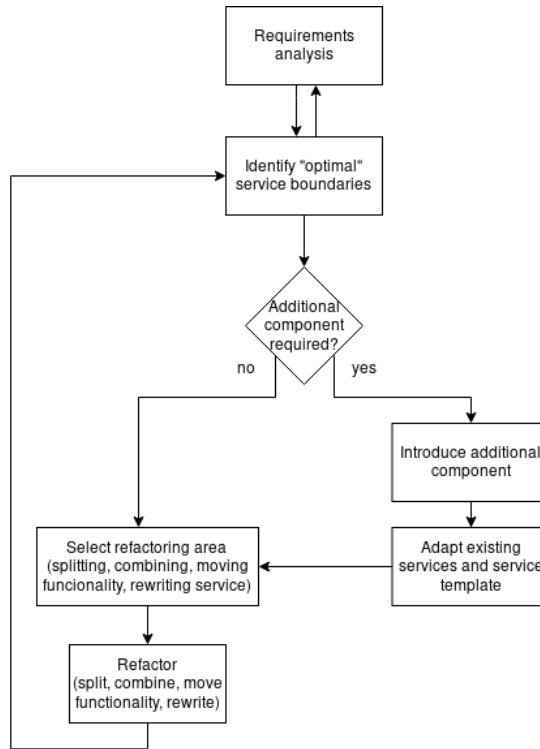 Requirements
analysis
Identify "optimal"
service boundaries
Additional
component
required?
no
yes
Introduce additional
component
Select refactoring area
(splitting, combining, moving
funcionality, rewriting service)
Adapt existing
services and service
template
Refactor
(split, combine, move
functionality, rewrite)